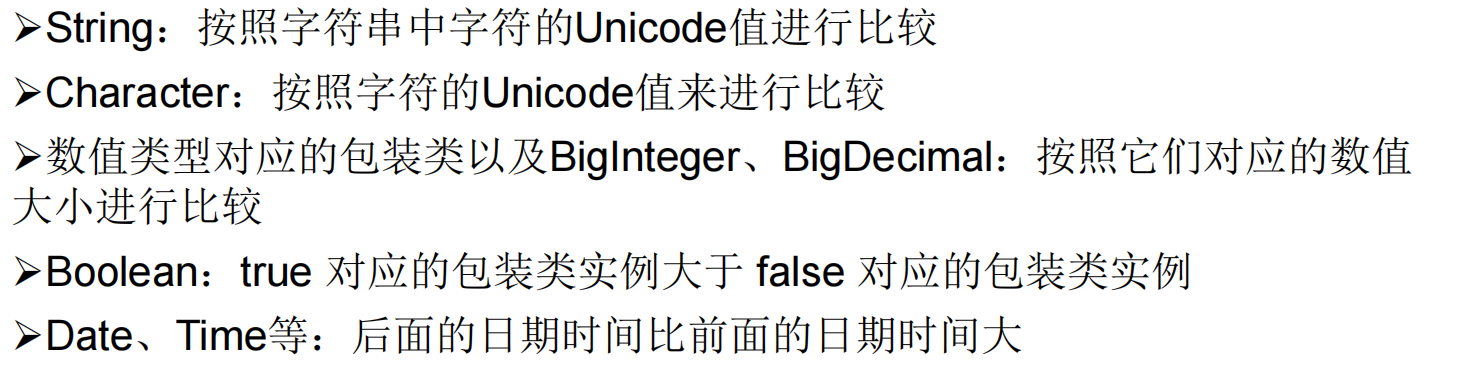 ➢String：按照字符串中字符的Unicode值进行比较
➢Character：按照字符的Unicode值来进行比较
➢数值类型对应的包装类以及BigInteger、BigDecimal：按照它们对应的数值
大小进行比较
➢Boolean：true 对应的包装类实例大于 false 对应的包装类实例
➢Date、Time等：后面的日期时间比前面的日期时间大